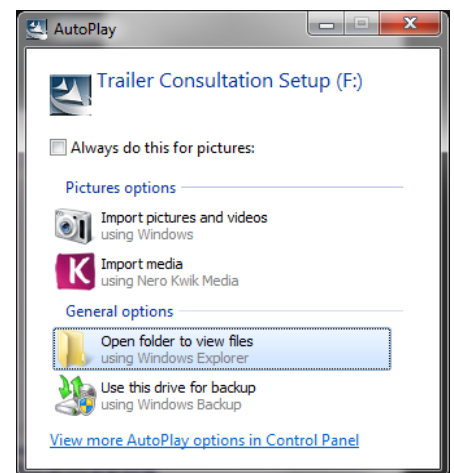 AutoPlay
Trailer Consultation Setup (F:)
Always do this for pictures:
Pictures options
Import pictures and videos
using Windows
K
Import media
using Nero Kwik Media
General options
Open folder to view files
using Windows Explorer
Use this drive for backup
using Windows Backup
View more AutoPlay options in Control Panel